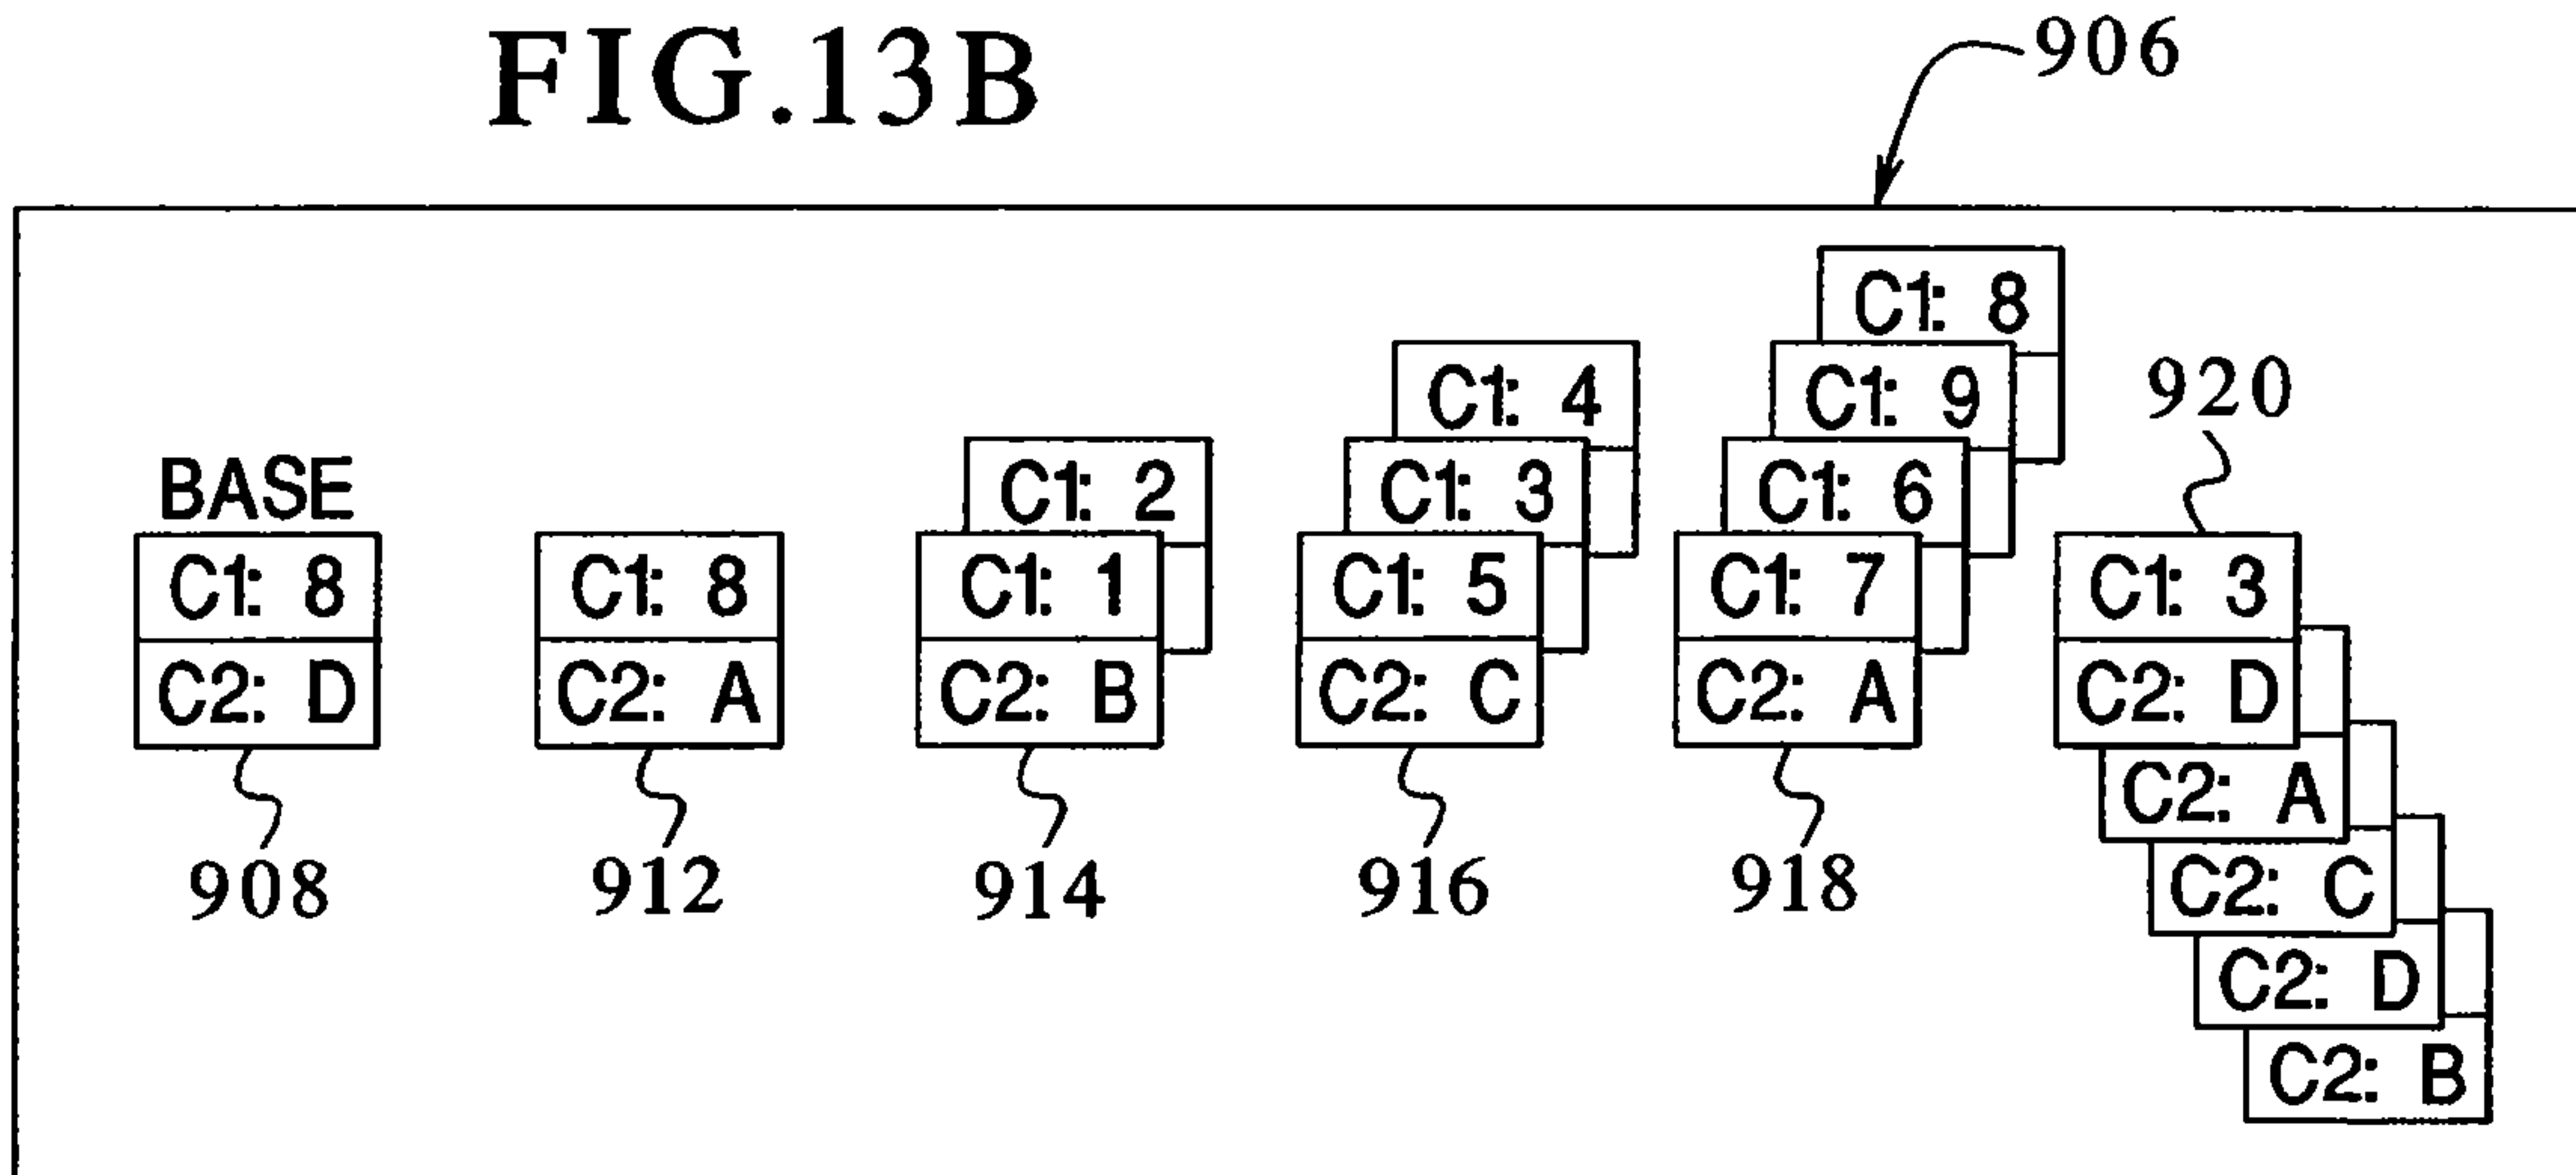 FIG.13B
906
C1: 8
C1: 4
C1: 9
920
BASE
C1: 2
C1: 3
C1: 6
C1: 8
C1: 8
C1: 1
C1: 5
C1: 7
C1: 3
C2: D
C2: A
C2: B
C2: C
C2: A
C2: D
C2: A
908
912
914
916
918
C2: C
C2: D
C2: B